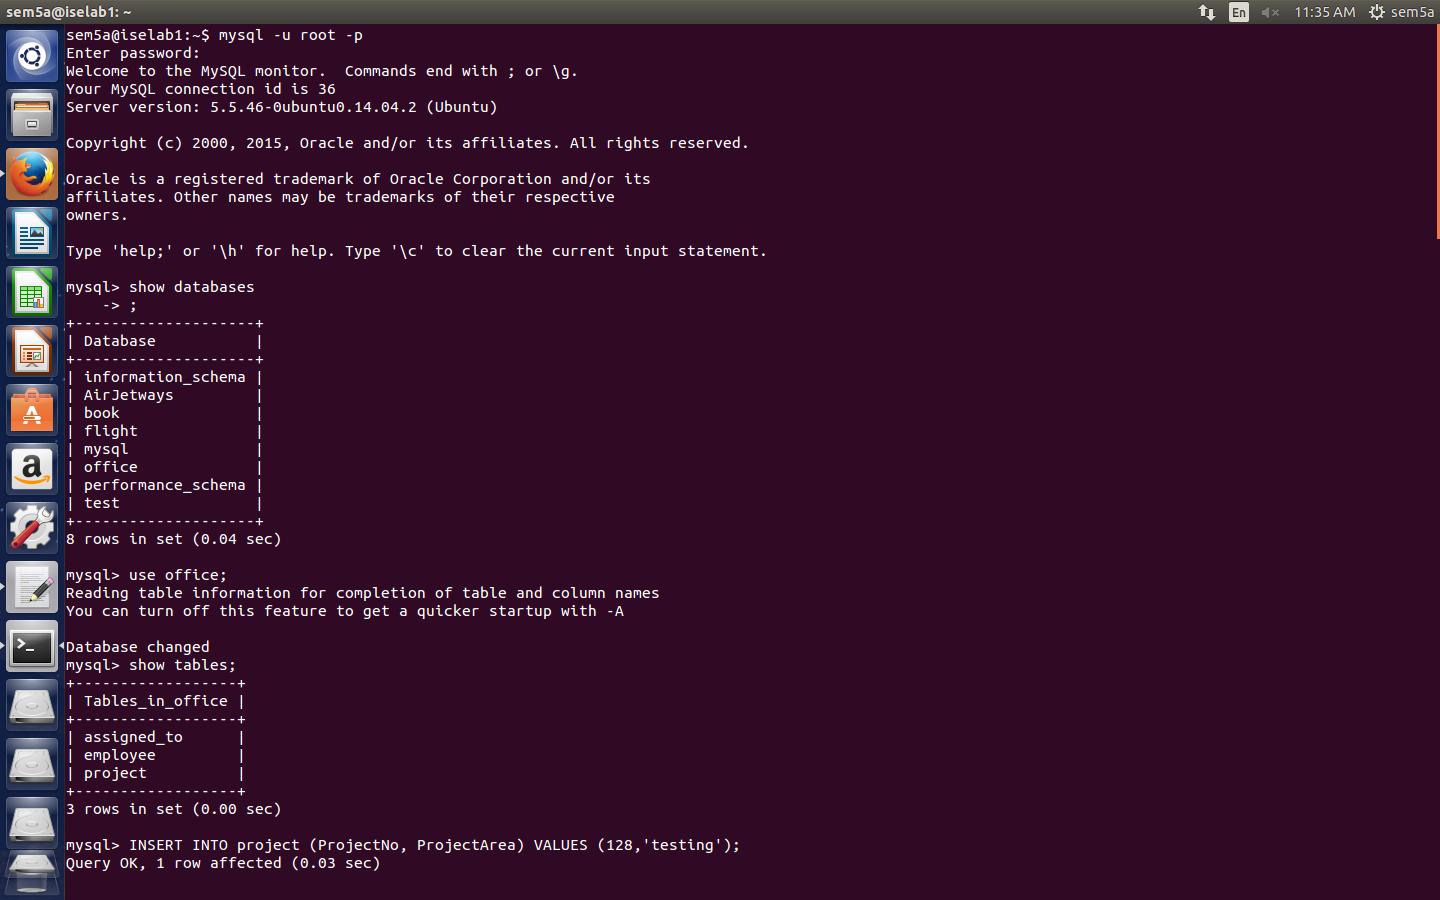 sem5a@iselab1: ~
En
11:35 AM
sem5a
sem5a@iselab1:~$ mysql -u root -p
Enter password:
Welcome to the MySQL monitor.  Commands end with ; or \g.
Your MySQL connection id is 36
Server version: 5.5.46-0ubuntu0.14.04.2 (Ubuntu)
Copyright (c) 2000, 2015, Oracle and/or its affiliates. All rights reserved.
Oracle is a registered trademark of Oracle Corporation and/or its
affiliates. Other names may be trademarks of their respective
owners.
Type 'help;' or '\h' for help. Type '\c' to clear the current input statement.
mysql> show databases
    -> ;
+--------------------+
| Database           |
+--------------------+
| information_schema |
| AirJetways         |
| book               |
| flight             |
| mysql              |
| office             |
| performance_schema |
| test               |
+--------------------+
8 rows in set (0.04 sec)
mysql> use office;
Reading table information for completion of table and column names
You can turn off this feature to get a quicker startup with -A
Database changed
mysql> show tables;
+------------------+
| Tables_in_office |
+------------------+
| assigned_to      |
| employee         |
| project          |
+------------------+
3 rows in set (0.00 sec)
mysql> INSERT INTO project (ProjectNo, ProjectArea) VALUES (128,'testing');
Query OK, 1 row affected (0.03 sec)